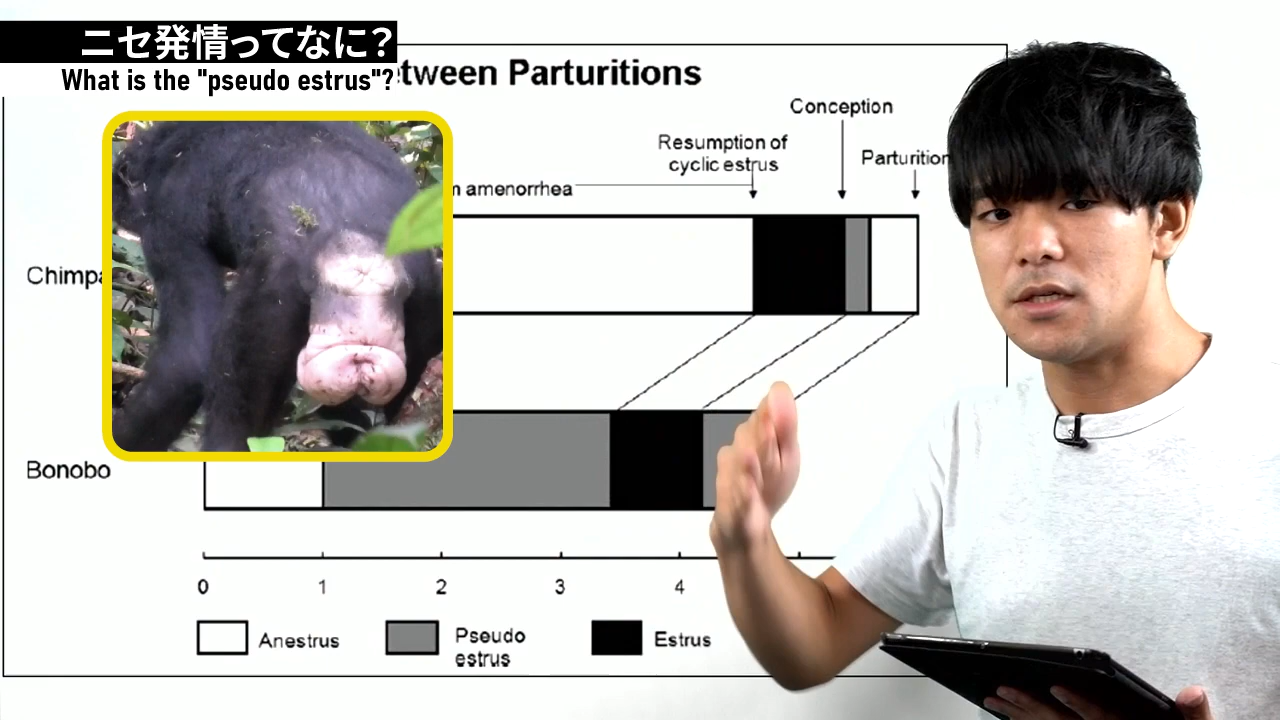 ニセ発情ってなに?
What is the "pseudo estrus"?
tween Parturitions
Conception
Resumption of
cyclic estrus
Parturition
amenorrhea
Chimpa
Bonobo
0 1 2 3 4
Anestrus
Pseudo
estrus
Estrus